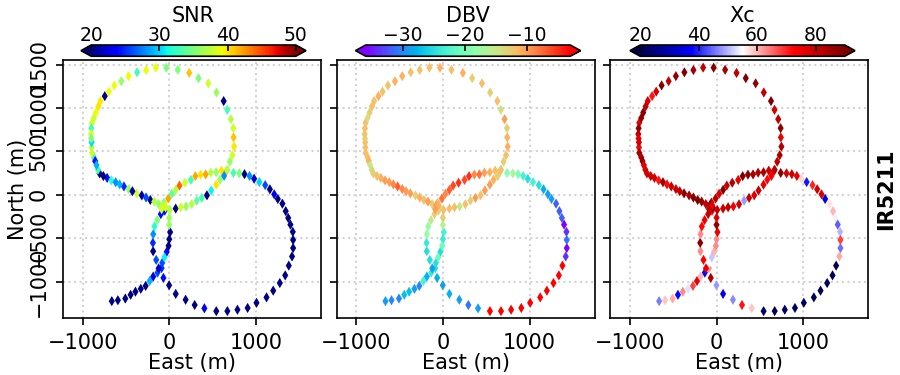 SNR DBV Xc
20 30 40 50 −30 −20 −10 20 40 60 80
1500
1000
500
0
−500
−1000
North (m)
−1000 0 1000 −1000 0 1000 −1000 0 1000
East (m) East (m) East (m)
IR5211